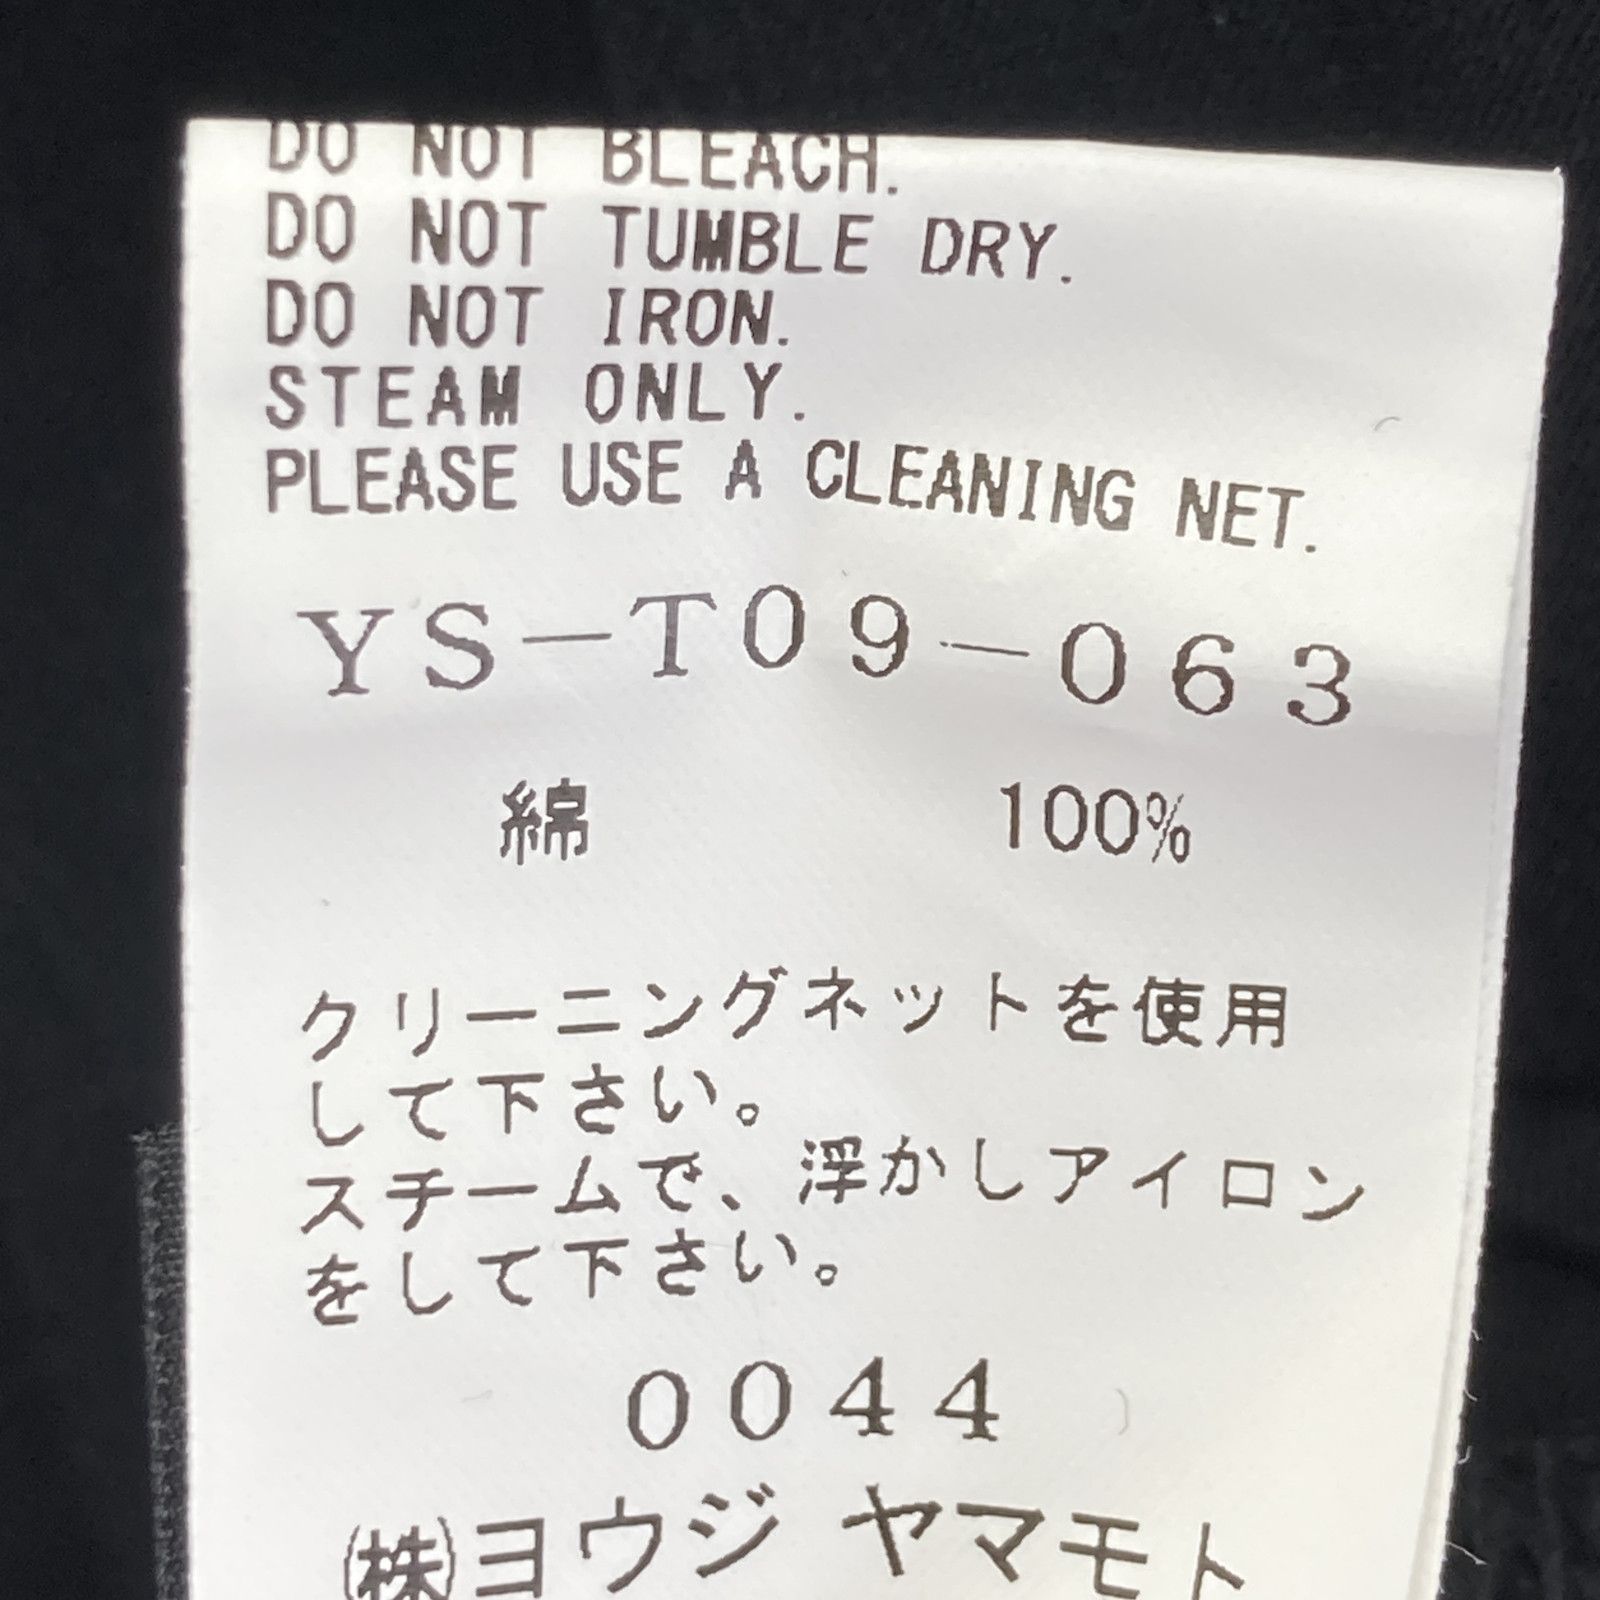 DO NOT BLEACH.
DO NOT TUMBLE DRY.
DO NOT IRON.
STEAM ONLY.
PLEASE USE A CLEANING NET.
YS-T09-063
綿 100%
クリーニングネットを使用
して下さい。
スチームで、浮かしアイロン
をして下さい。
0044
㈱ヨウジ ヤマモト